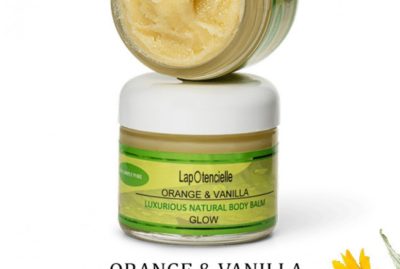 LapOtencielle
ORANGE & VANILLA
LUXURIOUS NATURAL BODY BALM
GLOW
ORANGE & VANILLA